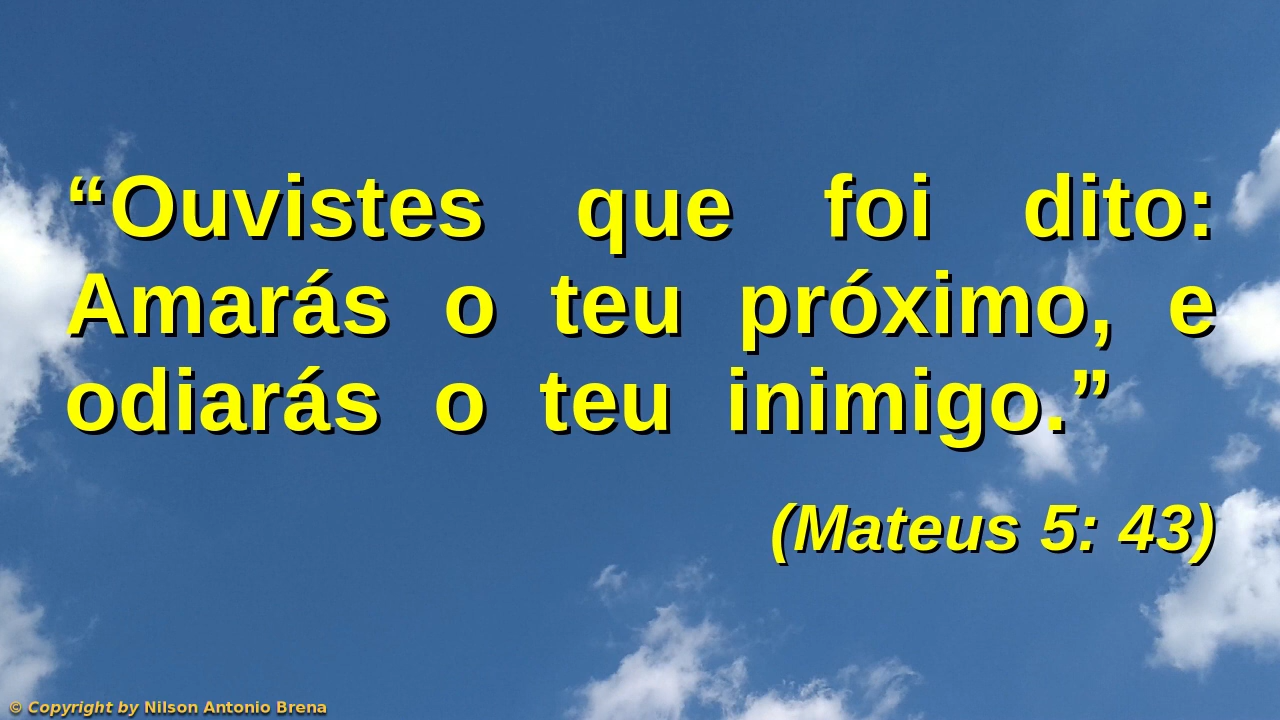 “Ouvistes que foi dito:
Amarás o teu próximo, e
odiarás o teu inimigo.”
(Mateus 5: 43)
© Copyright by Nilson Antonio Brena